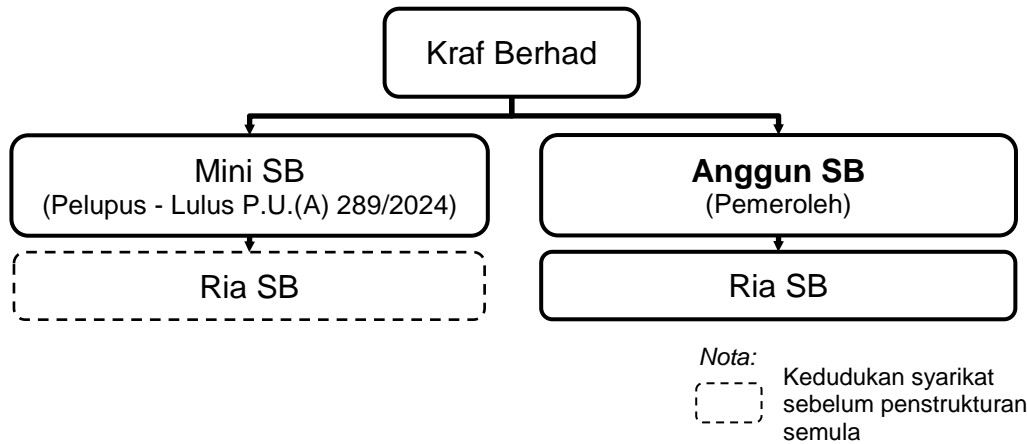 Kraf Berhad
Mini SB
(Pelupus - Lulus P.U.(A) 289/2024)
Anggun SB
(Pemeroleh)
Ria SB
Ria SB
Nota:
Kedudukan syarikat
sebelum penstrukturan
semula